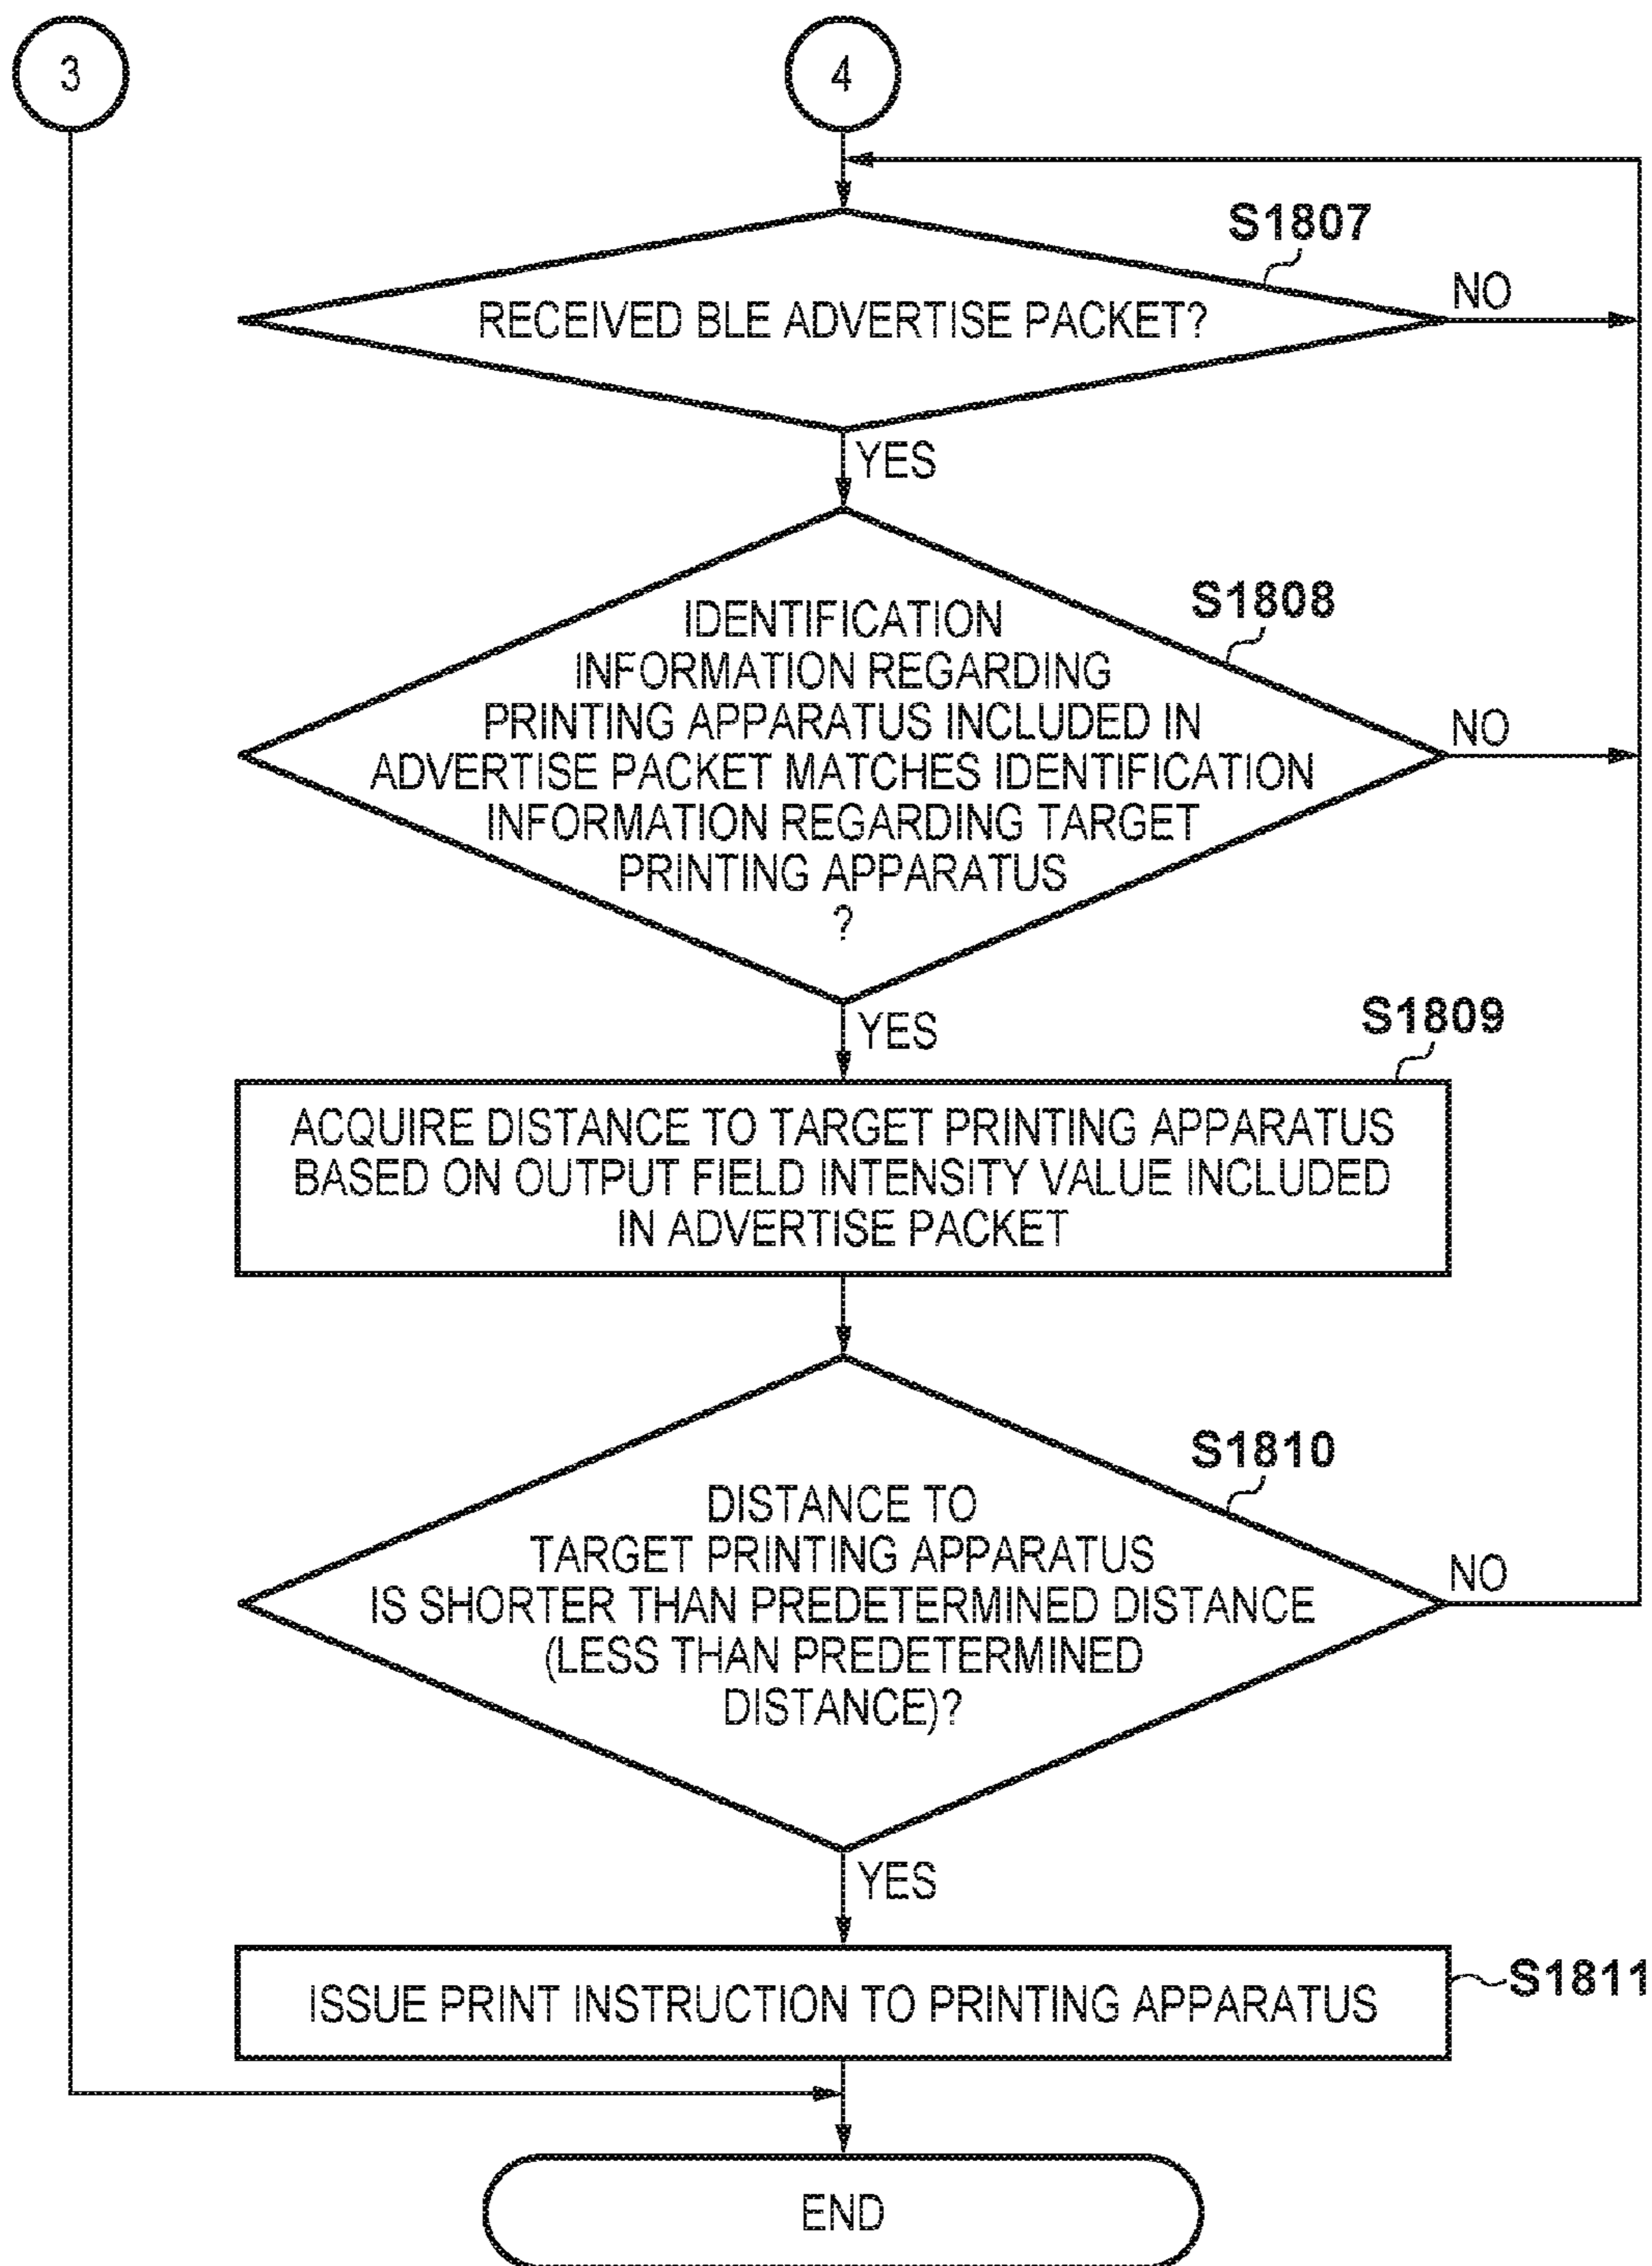 3
4
S1807
RECEIVED BLE ADVERTISE PACKET?
NO
YES
S1808
IDENTIFICATION
INFORMATION REGARDING
PRINTING APPARATUS INCLUDED IN
ADVERTISE PACKET MATCHES IDENTIFICATION
INFORMATION REGARDING TARGET
PRINTING APPARATUS
?
NO
YES
S1809
ACQUIRE DISTANCE TO TARGET PRINTING APPARATUS
BASED ON OUTPUT FIELD INTENSITY VALUE INCLUDED
IN ADVERTISE PACKET
S1810
DISTANCE TO
TARGET PRINTING APPARATUS
IS SHORTER THAN PREDETERMINED DISTANCE
(LESS THAN PREDETERMINED
DISTANCE)?
NO
YES
ISSUE PRINT INSTRUCTION TO PRINTING APPARATUS
S1811
END